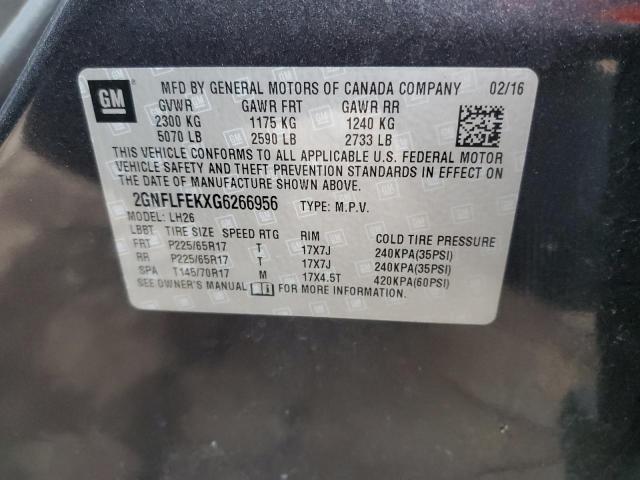 GM
MFD BY GENERAL MOTORS OF CANADA COMPANY 02/16
GVWR GAWR FRT GAWR RR
2300 KG 1175 KG 1240 KG
5070 LB 2590 LB 2733 LB
THIS VEHICLE CONFORMS TO ALL APPLICABLE U.S. FEDERAL MOTOR
VEHICLE SAFETY AND THEFT PREVENTION STANDARDS IN EFFECT ON
THE DATE OF MANUFACTURE SHOWN ABOVE.
2GNFLFEKXG6266956 TYPE: M.P.V.
MODEL: LH26
LBBT TIRE SIZE SPEED RTG RIM COLD TIRE PRESSURE
FRT P225/65R17 T 17X7J 240KPA(35PSI)
RR P225/65R17 T 17X7J 240KPA(35PSI)
SPA T145/70R17 M 17X4.5T 420KPA(60PSI)
SEE OWNER'S MANUAL FOR MORE INFORMATION.